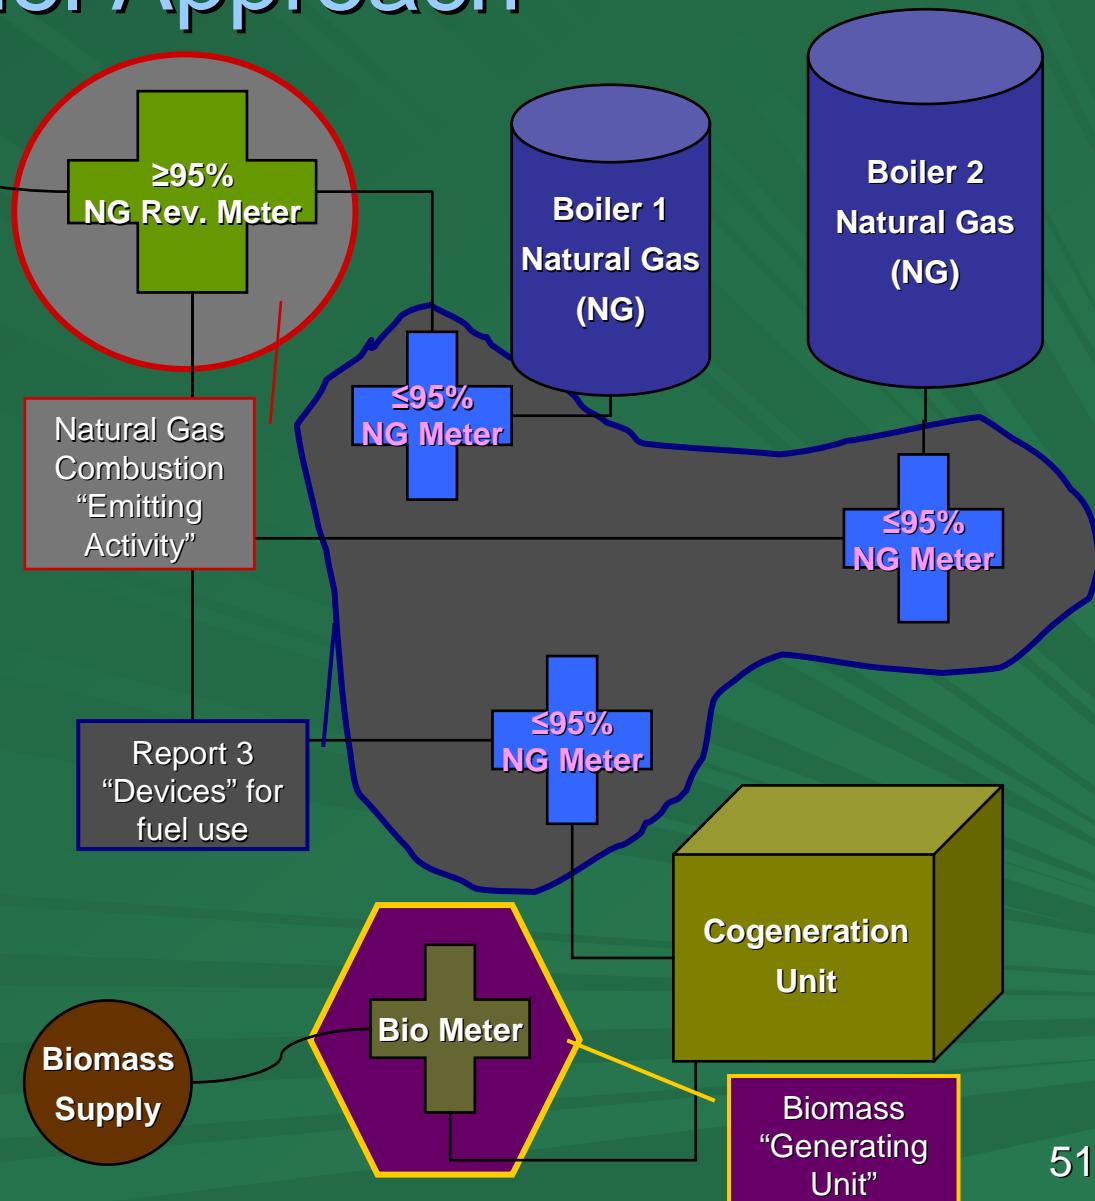 Approach
≥95%
NG Rev. Meter
Boiler 1
Natural Gas
(NG)
Boiler 2
Natural Gas
(NG)
≤95%
NG Meter
Natural Gas
Combustion
“Emitting
Activity”
≤95%
NG Meter
≤95%
NG Meter
Report 3
“Devices” for
fuel use
Cogeneration
Unit
Bio Meter
Biomass
Supply
Biomass
“Generating
Unit”
51